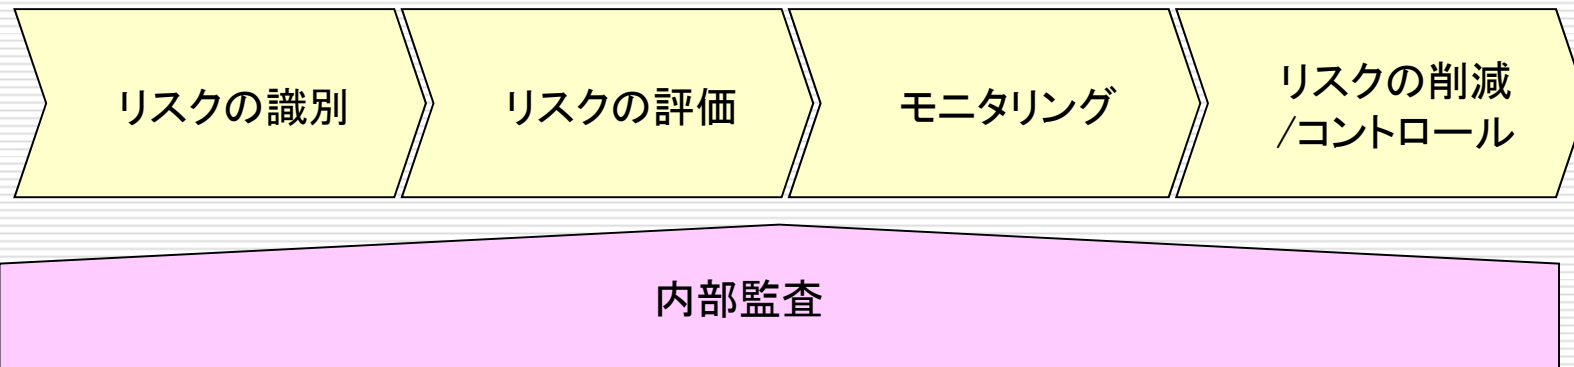 リスクの識別
リスクの評価
モニタリング
リスクの削減
/コントロール
内部監査